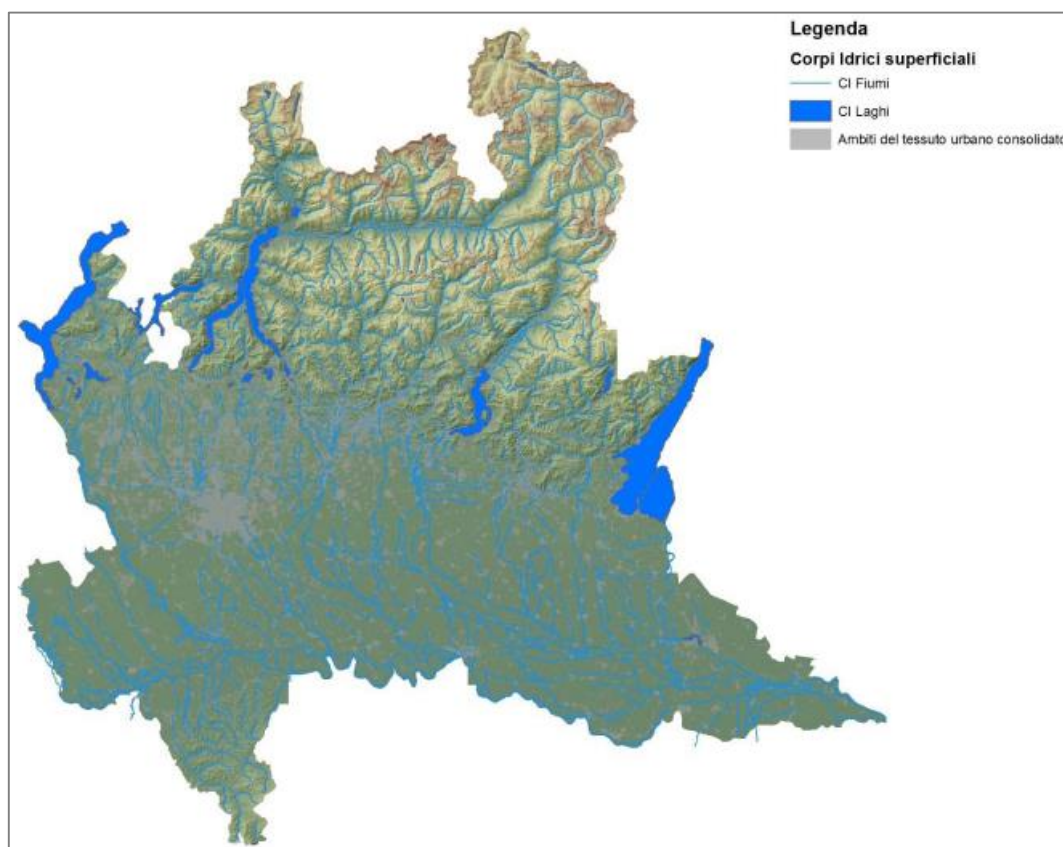 Legenda
Corpi Idrici superficiali
CI Fiumi
CI Laghi
Ambiti del tessuto urbano consolidato